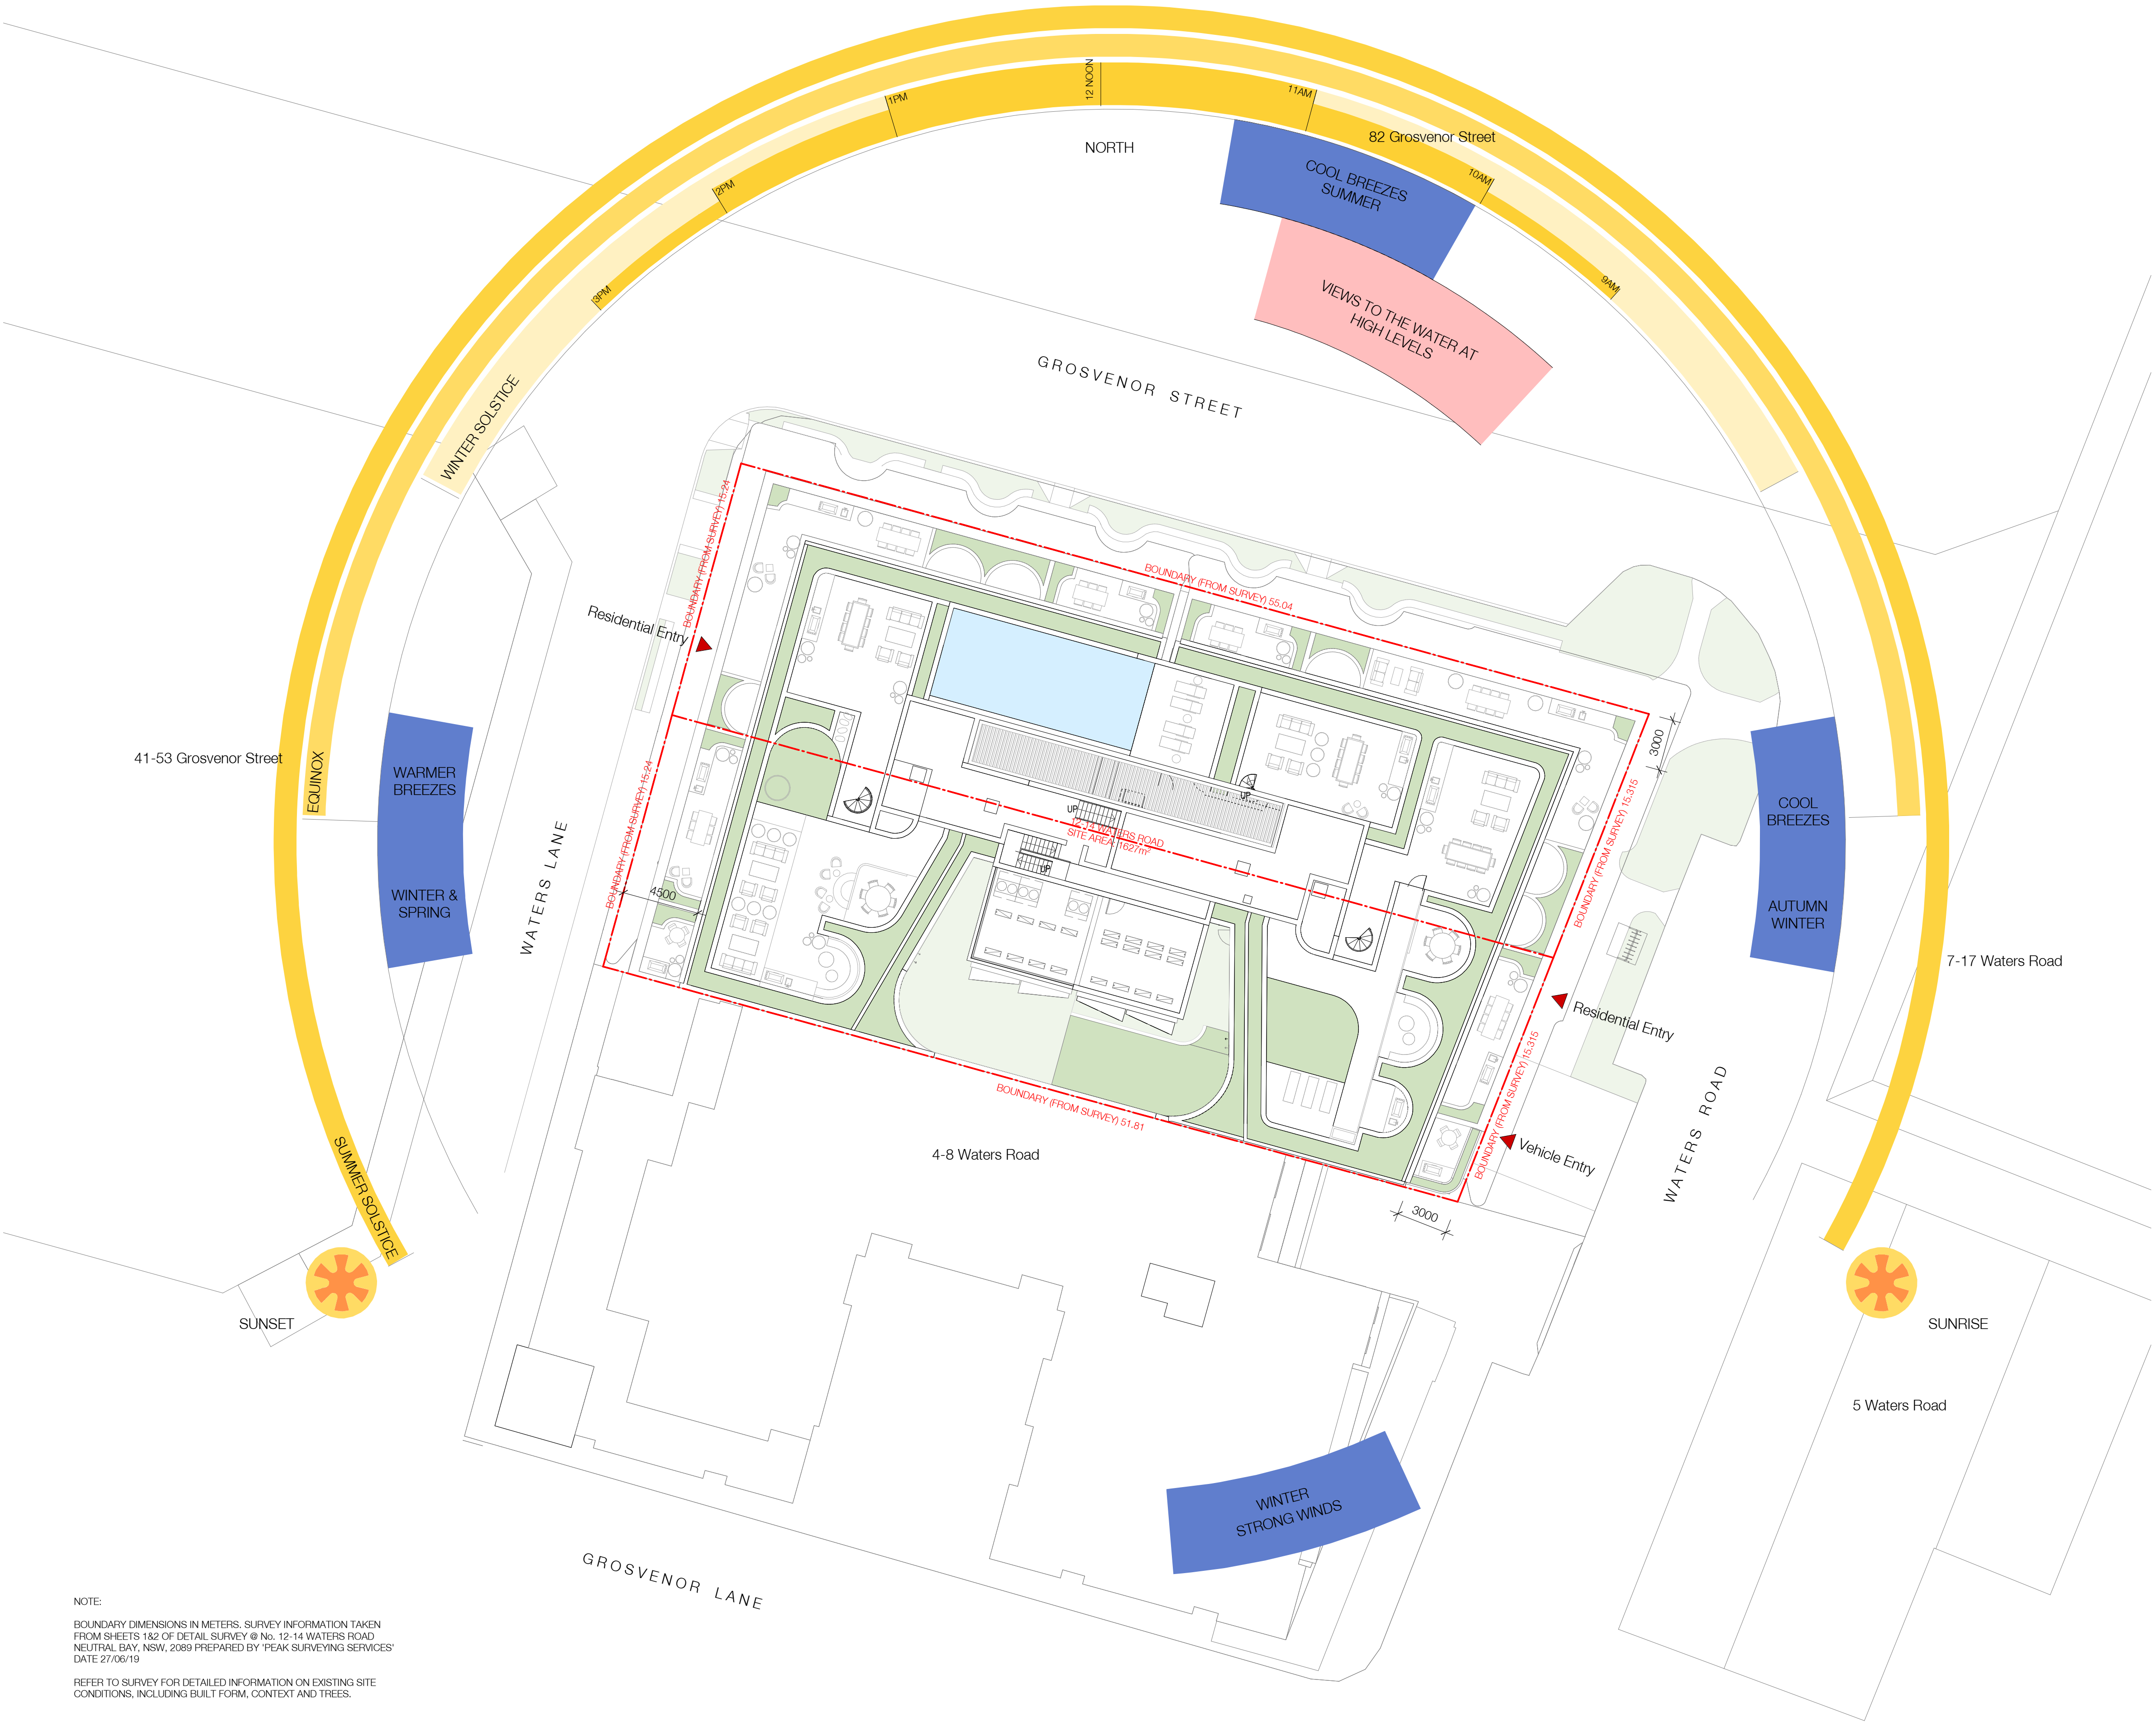 12 NOON
1PM
11AM
82 Grosvenor Street
NORTH
COOL BREEZES
SUMMER
10AM
2PM
9AM
3PM
VIEWS TO THE WATER AT
HIGH LEVELS
GROSVENOR STREET
WINTER SOLSTICE
BOUNDARY (FROM SURVEY) 15.24
BOUNDARY (FROM SURVEY) 55.04
Residential Entry
3000
41-53 Grosvenor Street
EQUINOX
WARMER
BREEZES
WINTER &
SPRING
WATERS LANE
BOUNDARY (FROM SURVEY) 15.24
4500
UP
UP
UP
12-14 WATERS ROAD
SITE AREA: 1627m²
BOUNDARY (FROM SURVEY) 15.315
COOL
BREEZES
AUTUMN
WINTER
7-17 Waters Road
Residential Entry
BOUNDARY (FROM SURVEY) 15.315
BOUNDARY (FROM SURVEY) 51.81
4-8 Waters Road
Vehicle Entry
WATERS ROAD
3000
SUMMER SOLSTICE
SUNSET
SUNRISE
5 Waters Road
WINTER
STRONG WINDS
GROSVENOR LANE
NOTE:
BOUNDARY DIMENSIONS IN METERS. SURVEY INFORMATION TAKEN
FROM SHEETS 1&2 OF DETAIL SURVEY @ No. 12-14 WATERS ROAD
NEUTRAL BAY, NSW, 2089 PREPARED BY 'PEAK SURVEYING SERVICES'
DATE 27/06/19
REFER TO SURVEY FOR DETAILED INFORMATION ON EXISTING SITE
CONDITIONS, INCLUDING BUILT FORM, CONTEXT AND TREES.